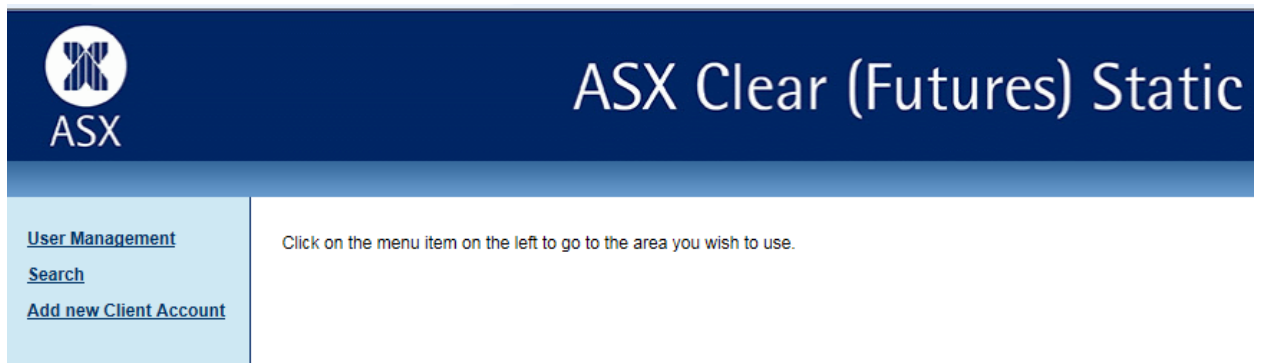 ASX
ASX Clear (Futures) Static
User Management
Search
Add new Client Account
Click on the menu item on the left to go to the area you wish to use.